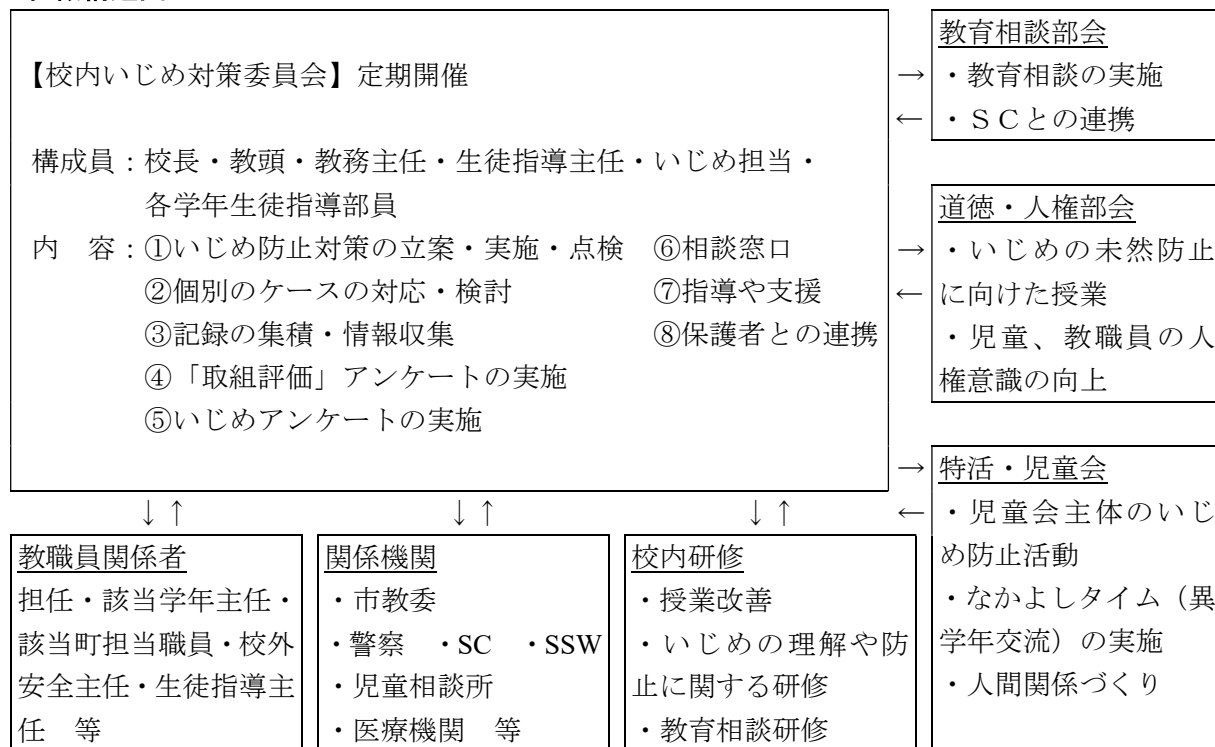 【校内いじめ対策委員会】定期開催
構成員：校長・教頭・教務主任・生徒指導主任・いじめ担当・
各学年生徒指導部員
内　容：①いじめ防止対策の立案・実施・点検　⑥相談窓口
②個別のケースの対応・検討　⑦指導や支援
③記録の集積・情報収集　⑧保護者との連携
④「取組評価」アンケートの実施
⑤いじめアンケートの実施
→
←
教育相談部会
・教育相談の実施
・ＳＣとの連携
→
←
道徳・人権部会
・いじめの未然防止
に向けた授業
・児童、教職員の人
権意識の向上
→
←
特活・児童会
・児童会主体のいじ
め防止活動
・なかよしタイム（異
学年交流）の実施
・人間関係づくり
↓↑　↓↑　↓↑
教職員関係者
担任・該当学年主任・
該当町担当職員・校外
安全主任・生徒指導主
任　等
関係機関
・市教委
・警察　・SC　・SSW
・児童相談所
・医療機関　等
校内研修
・授業改善
・いじめの理解や防
止に関する研修
・教育相談研修